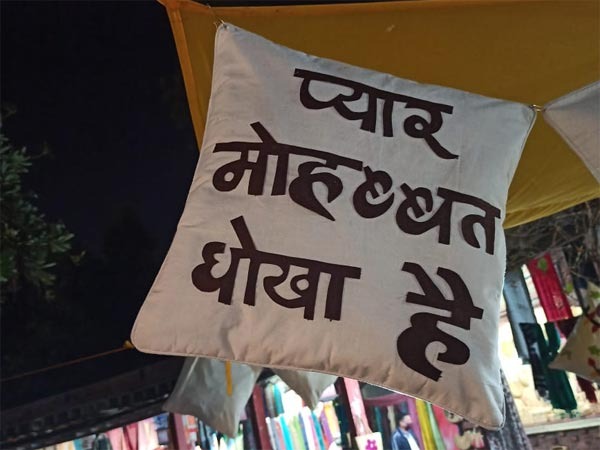 प्यार
मोहब्बत
धोखा है